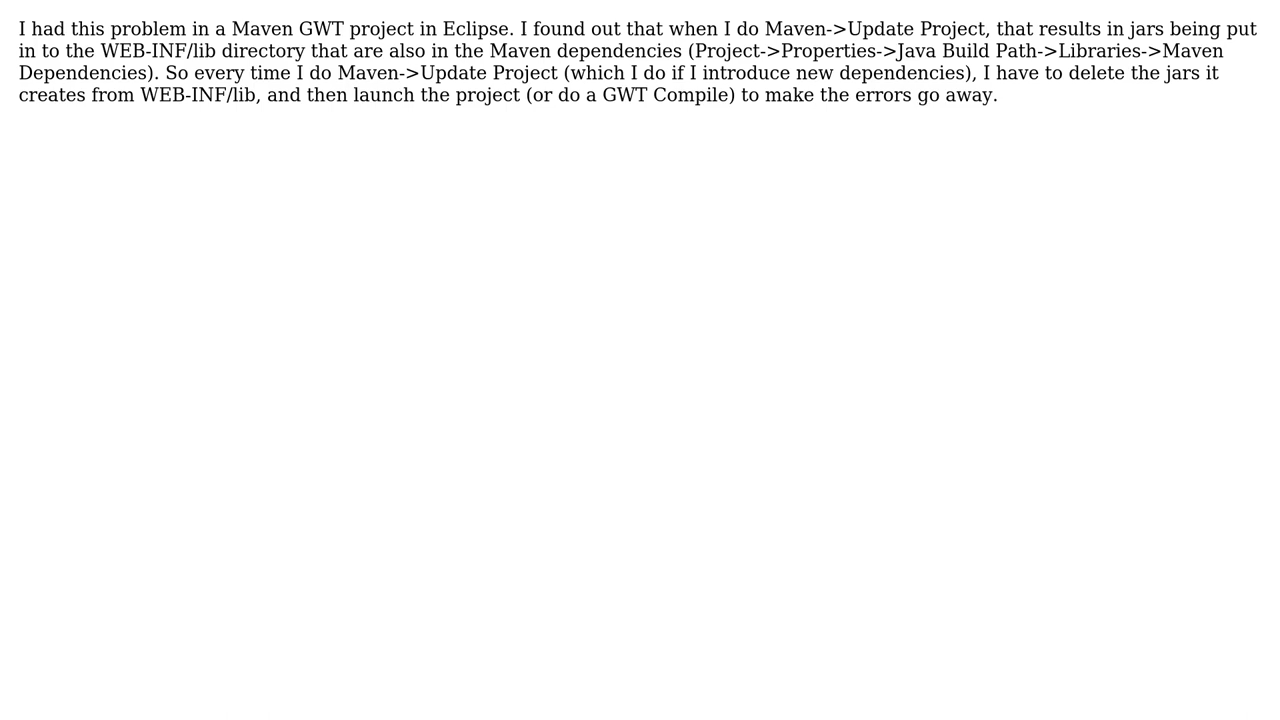 I had this problem in a Maven GWT project in Eclipse. I found out that when I do Maven->Update Project, that results in jars being put
in to the WEB-INF/lib directory that are also in the Maven dependencies (Project->Properties->Java Build Path->Libraries->Maven
Dependencies). So every time I do Maven->Update Project (which I do if I introduce new dependencies), I have to delete the jars it
creates from WEB-INF/lib, and then launch the project (or do a GWT Compile) to make the errors go away.